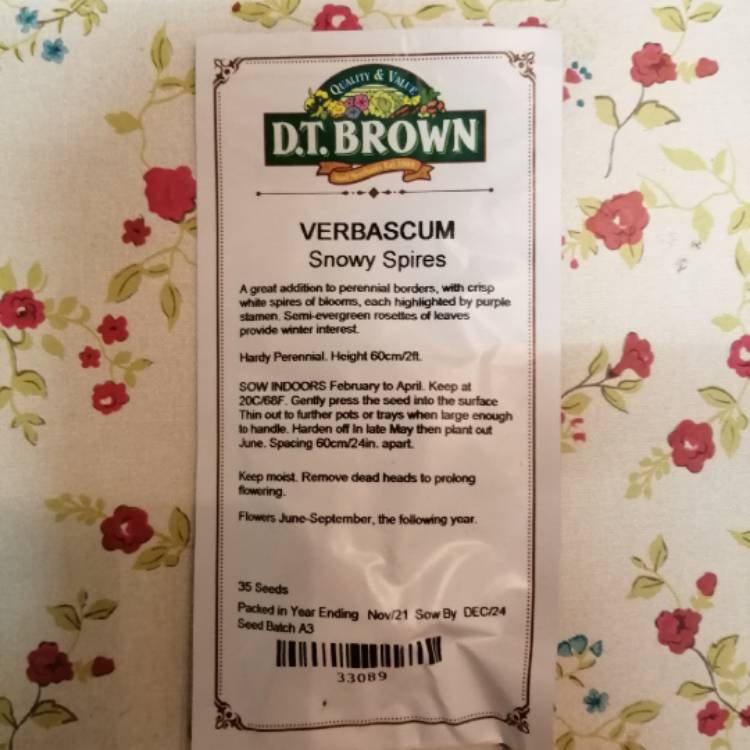 QUALITY & VALUE
D.T. BROWN
VERBASCUM
Snowy Spires
A great addition to perennial borders, with crisp
white spires of blooms, each highlighted by purple
stamen. Semi-evergreen rosettes of leaves
provide winter interest.
Hardy Perennial. Height 60cm/2ft.
SOW INDOORS February to April. Keep at
20C/68F. Gently press the seed into the surface
Thin out to further pots or trays when large enough
to handle. Harden off In late May then plant out
June. Spacing 60cm/24in. apart.
Keep moist. Remove dead heads to prolong
flowering.
Flowers June-September, the following year.
35 Seeds
Packed in Year Ending Nov/21 Sow By DEC/24
Seed Batch A3
33089